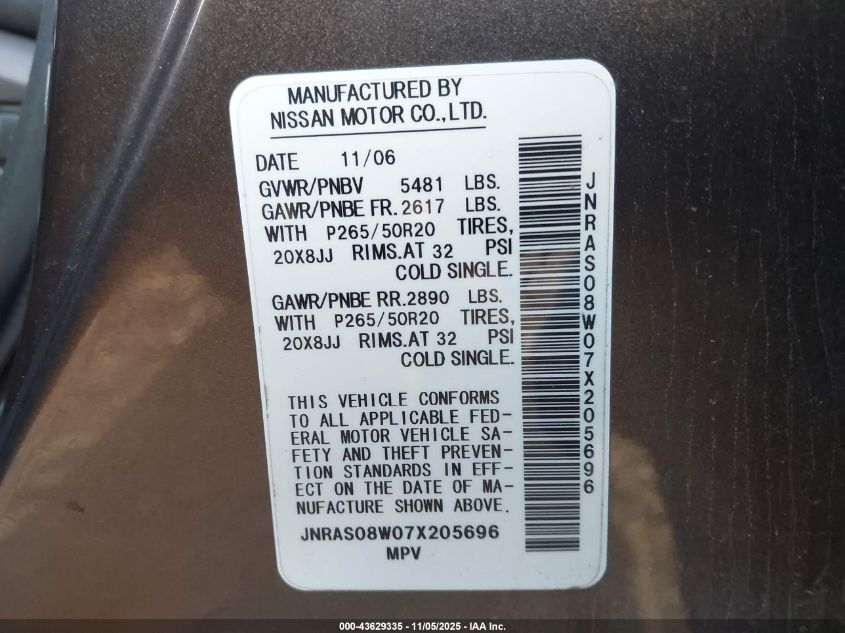 MANUFACTURED BY
NISSAN MOTOR CO.,LTD.
DATE 11/06
GVWR/PNBV 5481 LBS.
GAWR/PNBE FR. 2617 LBS.
WITH P265/50R20 TIRES,
20X8JJ RIMS.AT 32 PSI
COLD SINGLE.
GAWR/PNBE RR. 2890 LBS.
WITH P265/50R20 TIRES,
20X8JJ RIMS.AT 32 PSI
COLD SINGLE.
THIS VEHICLE CONFORMS
TO ALL APPLICABLE FED-
ERAL MOTOR VEHICLE SA-
FETY AND THEFT PREVEN-
TION STANDARDS IN EFF-
ECT ON THE DATE OF MA-
NUFACTURE SHOWN ABOVE.
JNRAS08W07X205696
MPV
JNRAS08W07X205696
000-43629335 - 11/05/2025 - IAA Inc.